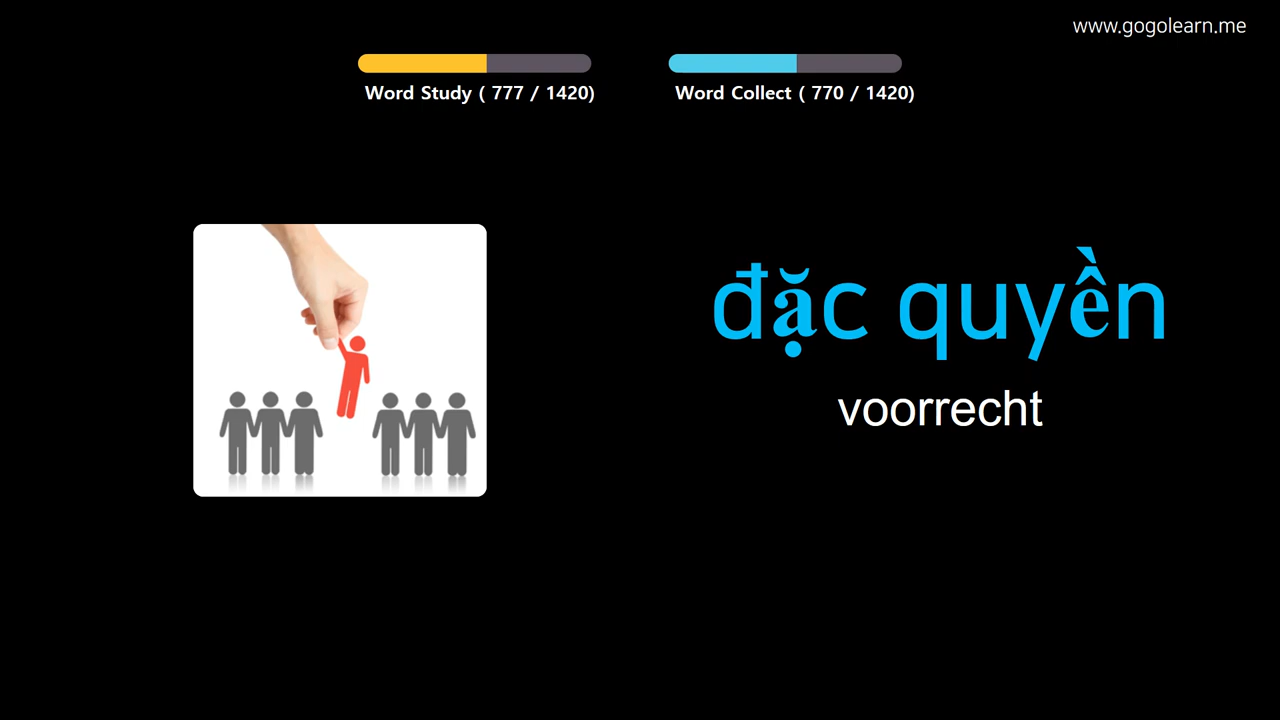 www.gogolearn.me
Word Study ( 777 / 1420)
Word Collect ( 770 / 1420)
đặc quyền
voorrecht